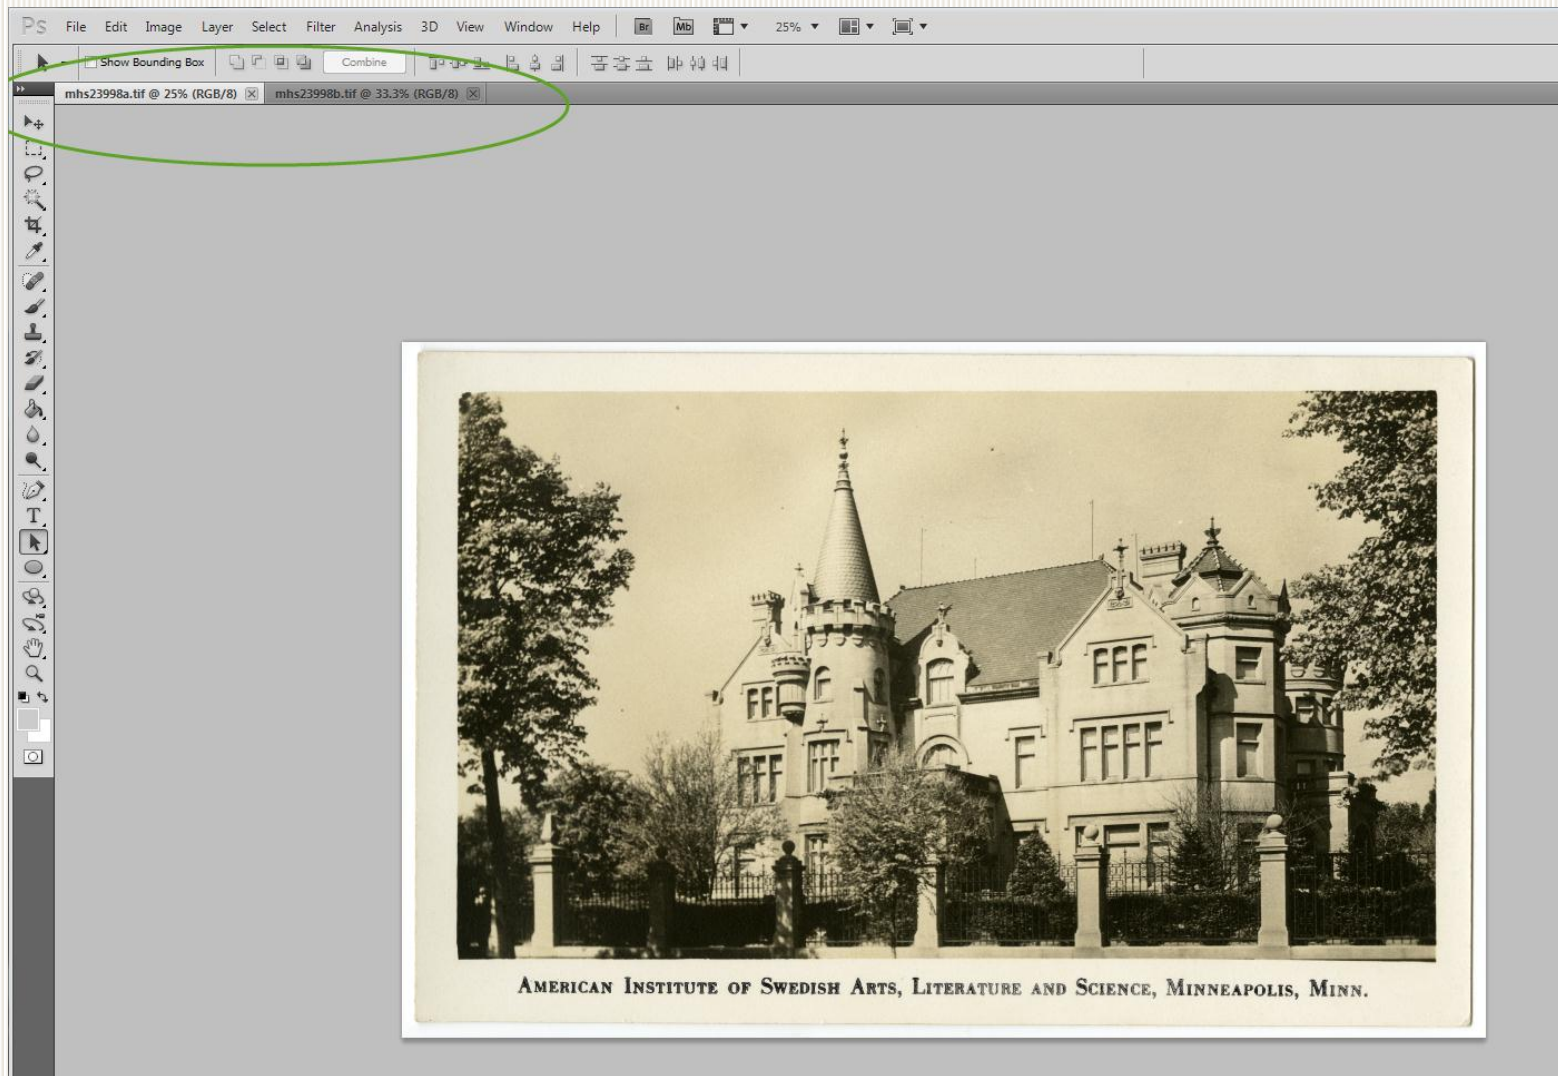 Ps File Edit Image Layer Select Filter Analysis 3D View Window Help Br Mb 25%
Show Bounding Box Combine
mhs23998a.tif @ 25% (RGB/8) mhs23998b.tif @ 33.3% (RGB/8)
T
AMERICAN INSTITUTE OF SWEDISH ARTS, LITERATURE AND SCIENCE, MINNEAPOLIS, MINN.